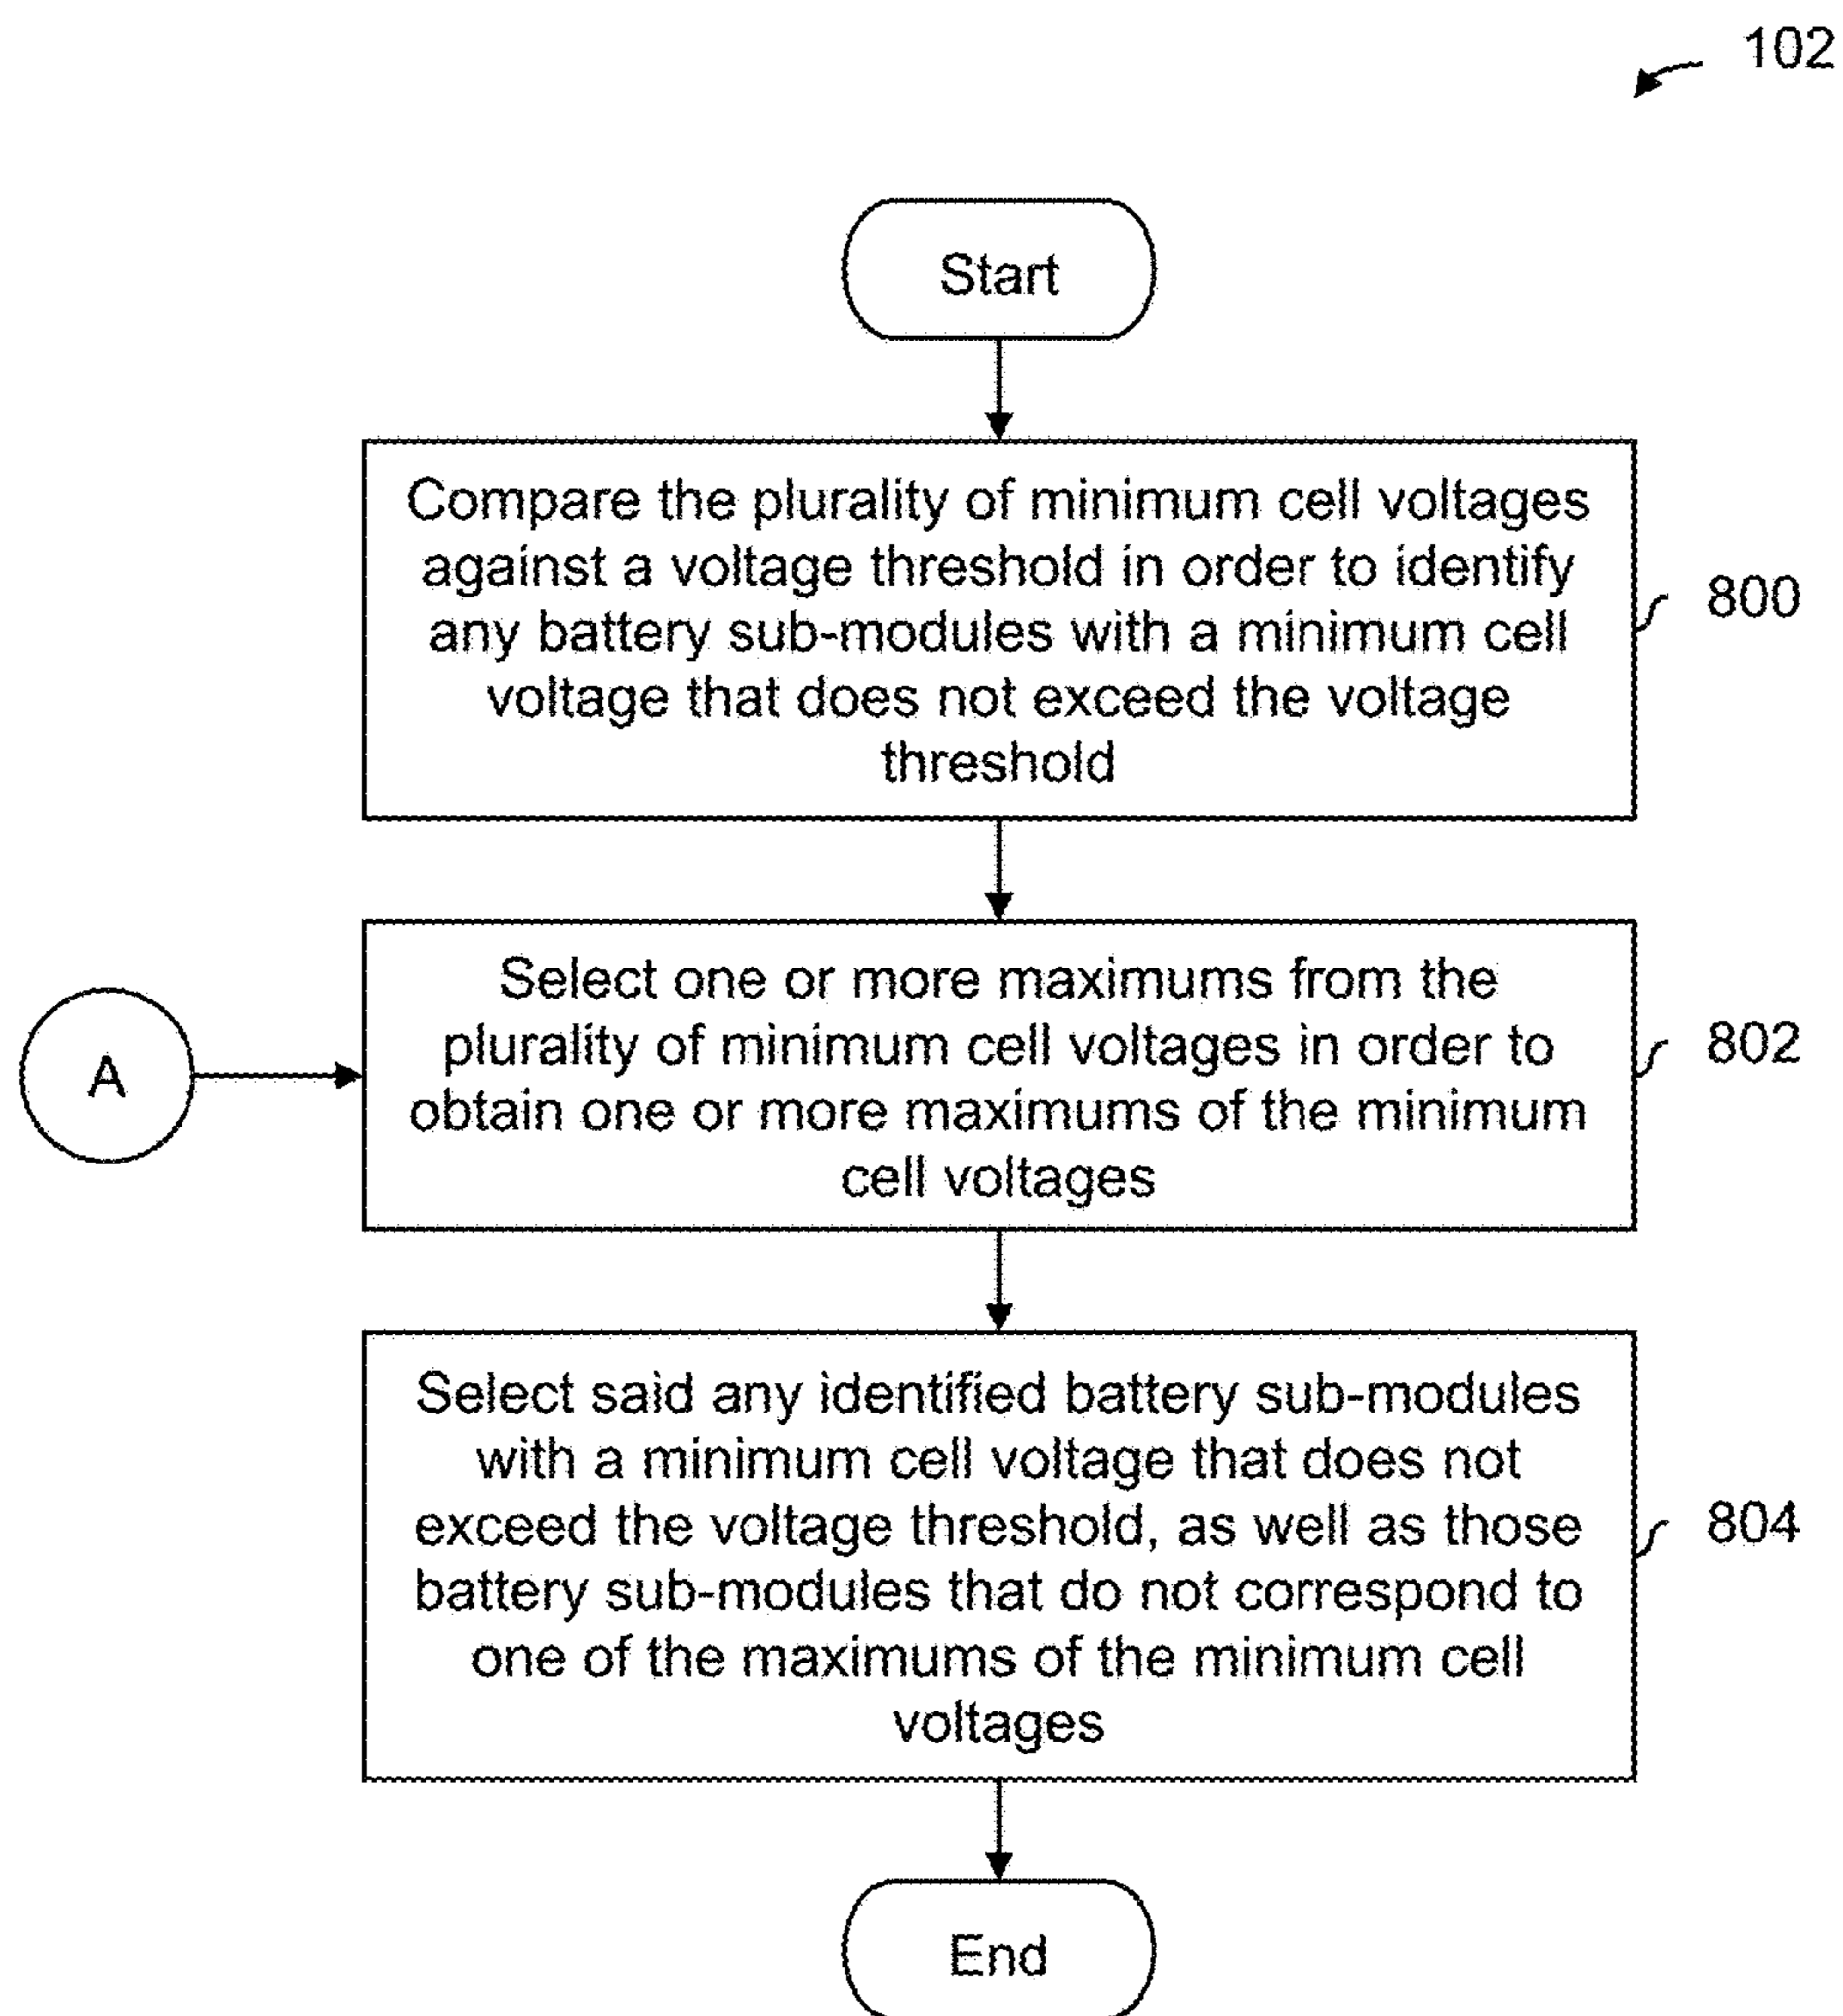 102
Start
Compare the plurality of minimum cell voltages
against a voltage threshold in order to identify
any battery sub-modules with a minimum cell
voltage that does not exceed the voltage
threshold
800
Select one or more maximums from the
plurality of minimum cell voltages in order to
obtain one or more maximums of the minimum
cell voltages
802
A
Select said any identified battery sub-modules
with a minimum cell voltage that does not
exceed the voltage threshold, as well as those
battery sub-modules that do not correspond to
one of the maximums of the minimum cell
voltages
804
End